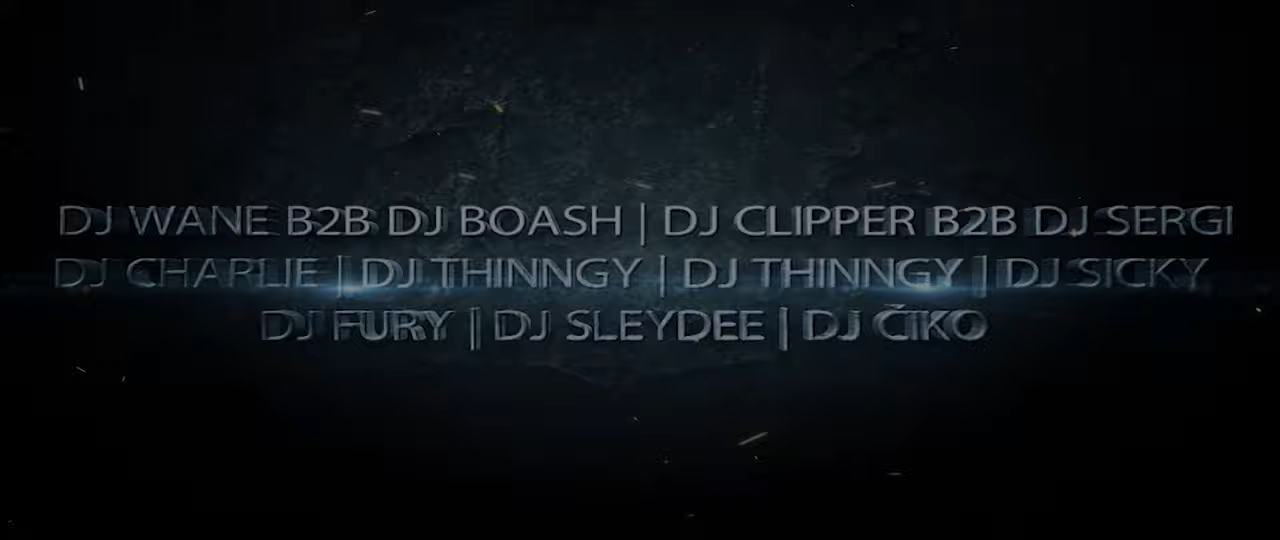 DJ WANE B2B DJ BOASH | DJ CLIPPER B2B DJ SERGI
DJ CHARLIE | DJ THINNGY | DJ THINNGY | DJ SICKY
DJ FURY | DJ SLEYDEE | DJ ČIKO